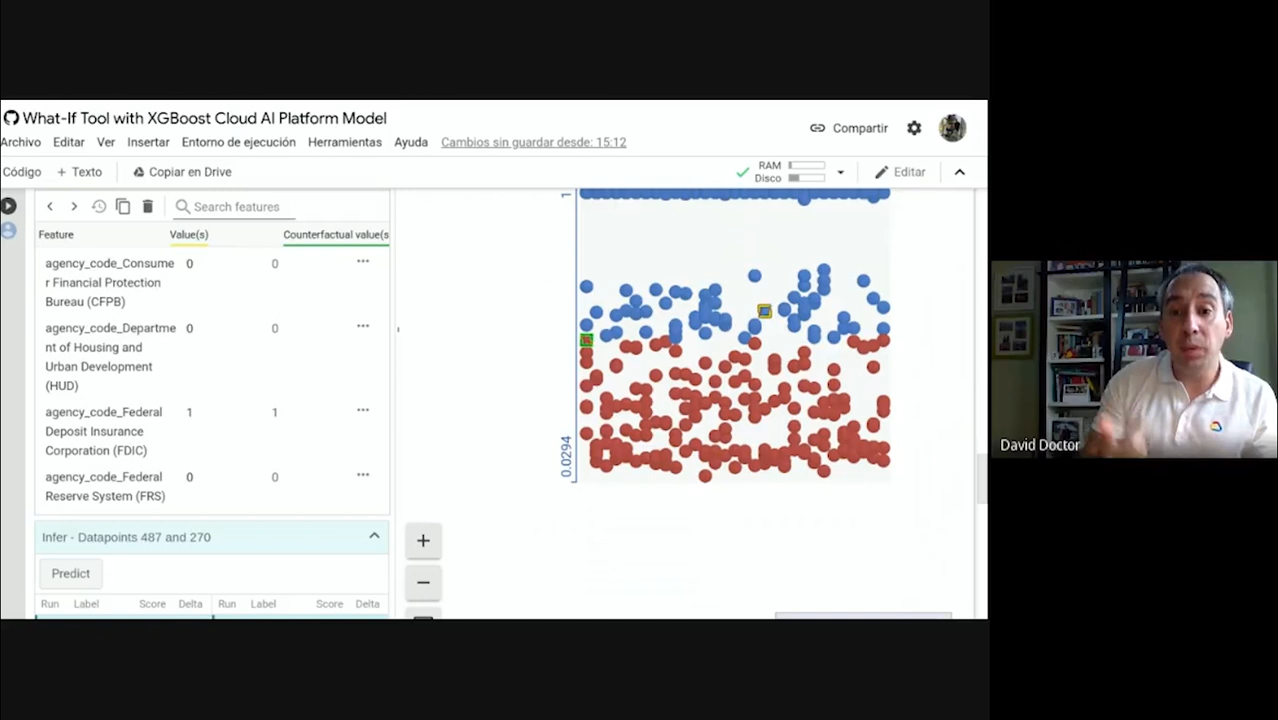 What-If Tool with XGBoost Cloud AI Platform Model
Archivo Editar Ver Insertar Entorno de ejecución Herramientas Ayuda Cambios sin guardar desde: 15:12
Compartir
Código + Texto Copiar en Drive
RAM
Disco
Editar
Search features
Feature Value(s) Counterfactual value(s
agency_code_Consume 0 0
r Financial Protection
Bureau (CFPB)
agency_code_Departme 0 0
nt of Housing and
Urban Development
(HUD)
agency_code_Federal 1 1
Deposit Insurance
Corporation (FDIC)
agency_code_Federal 0 0
Reserve System (FRS)
Infer - Datapoints 487 and 270
Predict
Run Label Score Delta Run Label Score Delta
1
0.0294
David Doctor